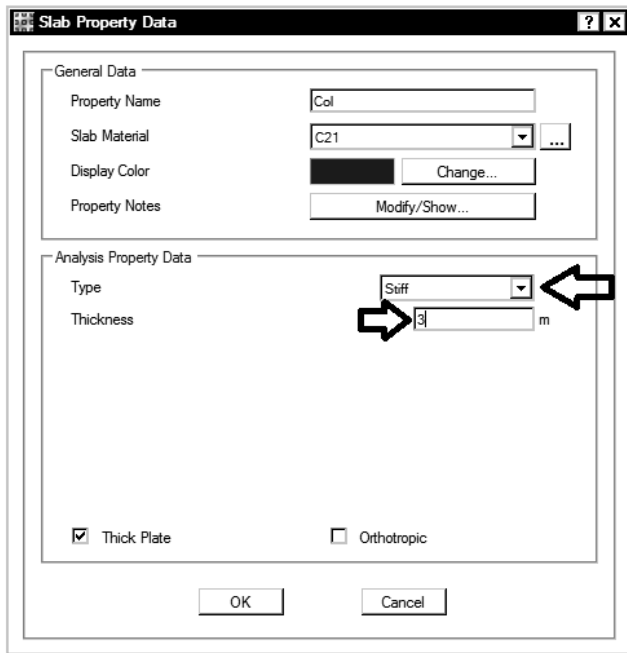 Slab Property Data ? X
General Data
Property Name Col
Slab Material C21 ...
Display Color Change...
Property Notes Modify/Show...
Analysis Property Data
Type Stiff
Thickness 3 m
Thick Plate Orthotropic
OK Cancel